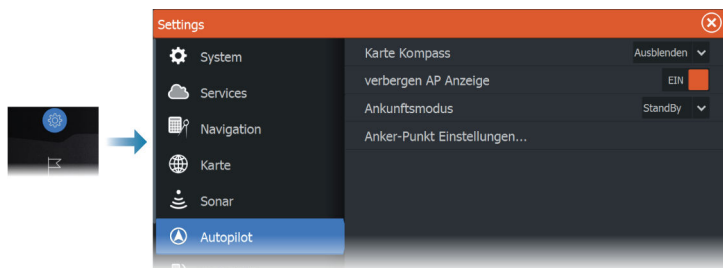 Settings
System
Services
Navigation
Karte
Sonar
Autopilot
Karte Kompass Ausblenden
verbergen AP Anzeige EIN
Ankunftsmodus StandBy
Anker-Punkt Einstellungen...